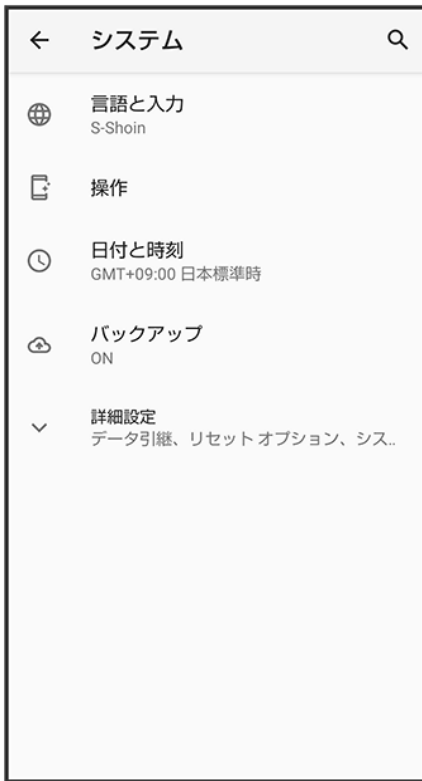 システム
言語と入力
S-Shoin
操作
日付と時刻
GMT+09:00 日本標準時
バックアップ
ON
詳細設定
データ引継、リセット オプション、シス..